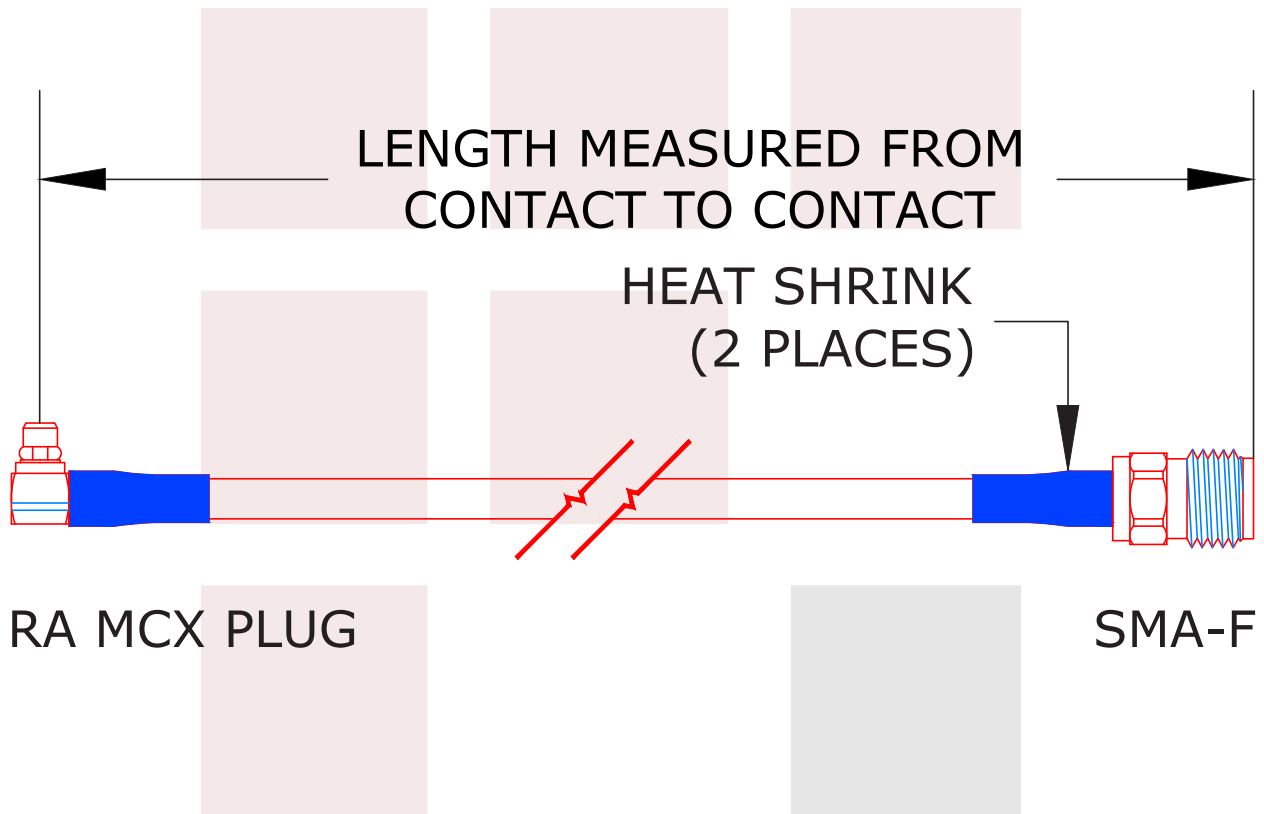 LENGTH MEASURED FROM
CONTACT TO CONTACT
HEAT SHRINK
(2 PLACES)
RA MCX PLUG
SMA-F